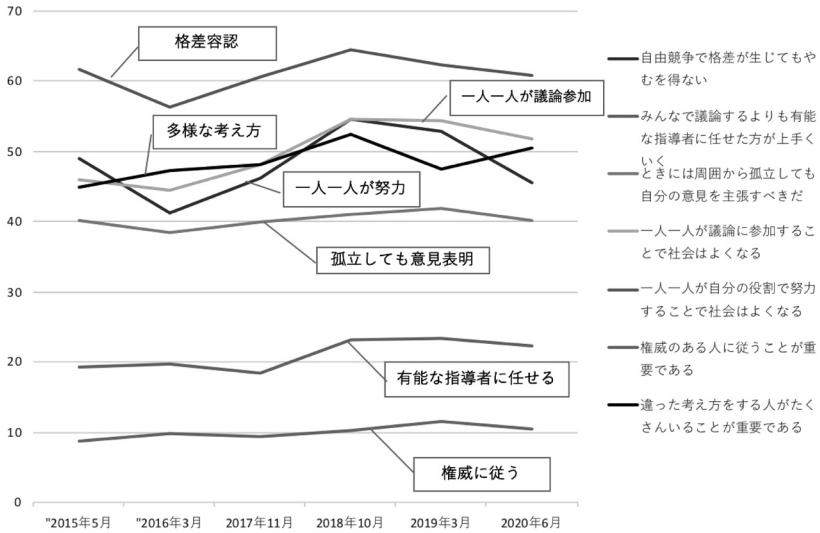 70
60
50
40
30
20
10
0
"2015年5月
"2016年3月
2017年11月
2018年10月
2019年3月
2020年6月
格差容認
多様な考え方
一人一人が議論参加
一人一人が努力
孤立しても意見表明
有能な指導者に任せる
権威に従う
自由競争で格差が生じてもや
むを得ない
みんなで議論するよりも有能
な指導者に任せた方が上手く
いく
ときには周囲から孤立しても
自分の意見を主張すべきだ
一人一人が議論に参加するこ
とで社会はよくなる
一人一人が自分の役割で努力
することで社会はよくなる
権威のある人に従うことが重
要である
違った考え方をする人がたく
さんいることが重要である